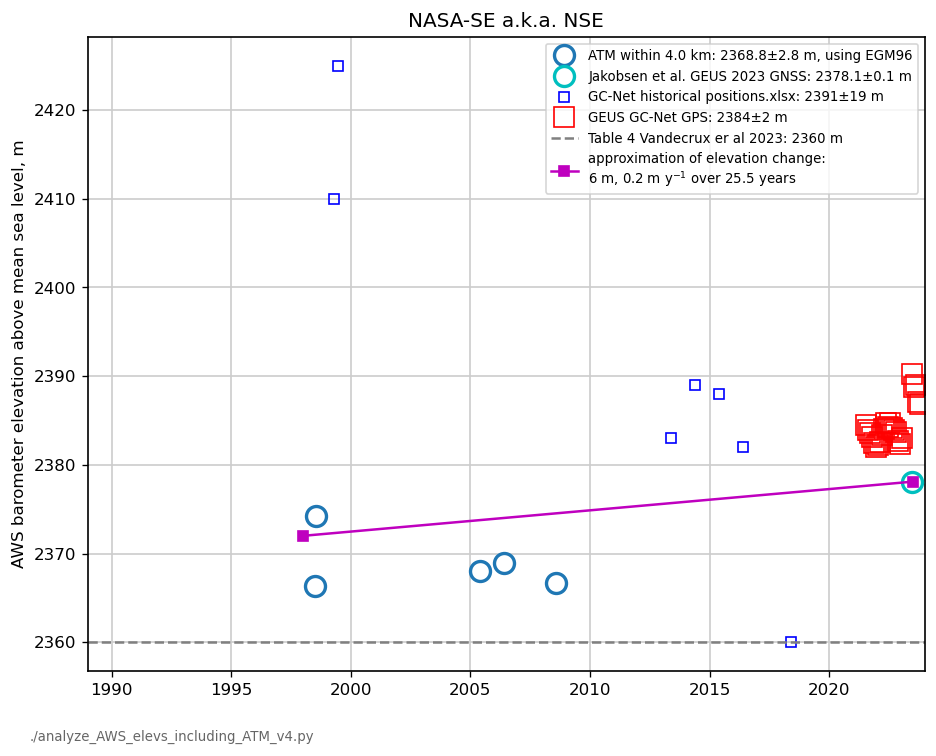 NASA-SE a.k.a. NSE
ATM within 4.0 km: 2368.8±2.8 m, using EGM96
Jakobsen et al. GEUS 2023 GNSS: 2378.1±0.1 m
GC-Net historical positions.xlsx: 2391±19 m
GEUS GC-Net GPS: 2384±2 m
Table 4 Vandecrux er al 2023: 2360 m
approximation of elevation change:
6 m, 0.2 m y⁻¹ over 25.5 years
AWS barometer elevation above mean sea level, m
2420
2410
2400
2390
2380
2370
2360
1990 1995 2000 2005 2010 2015 2020
./analyze_AWS_elevs_including_ATM_v4.py